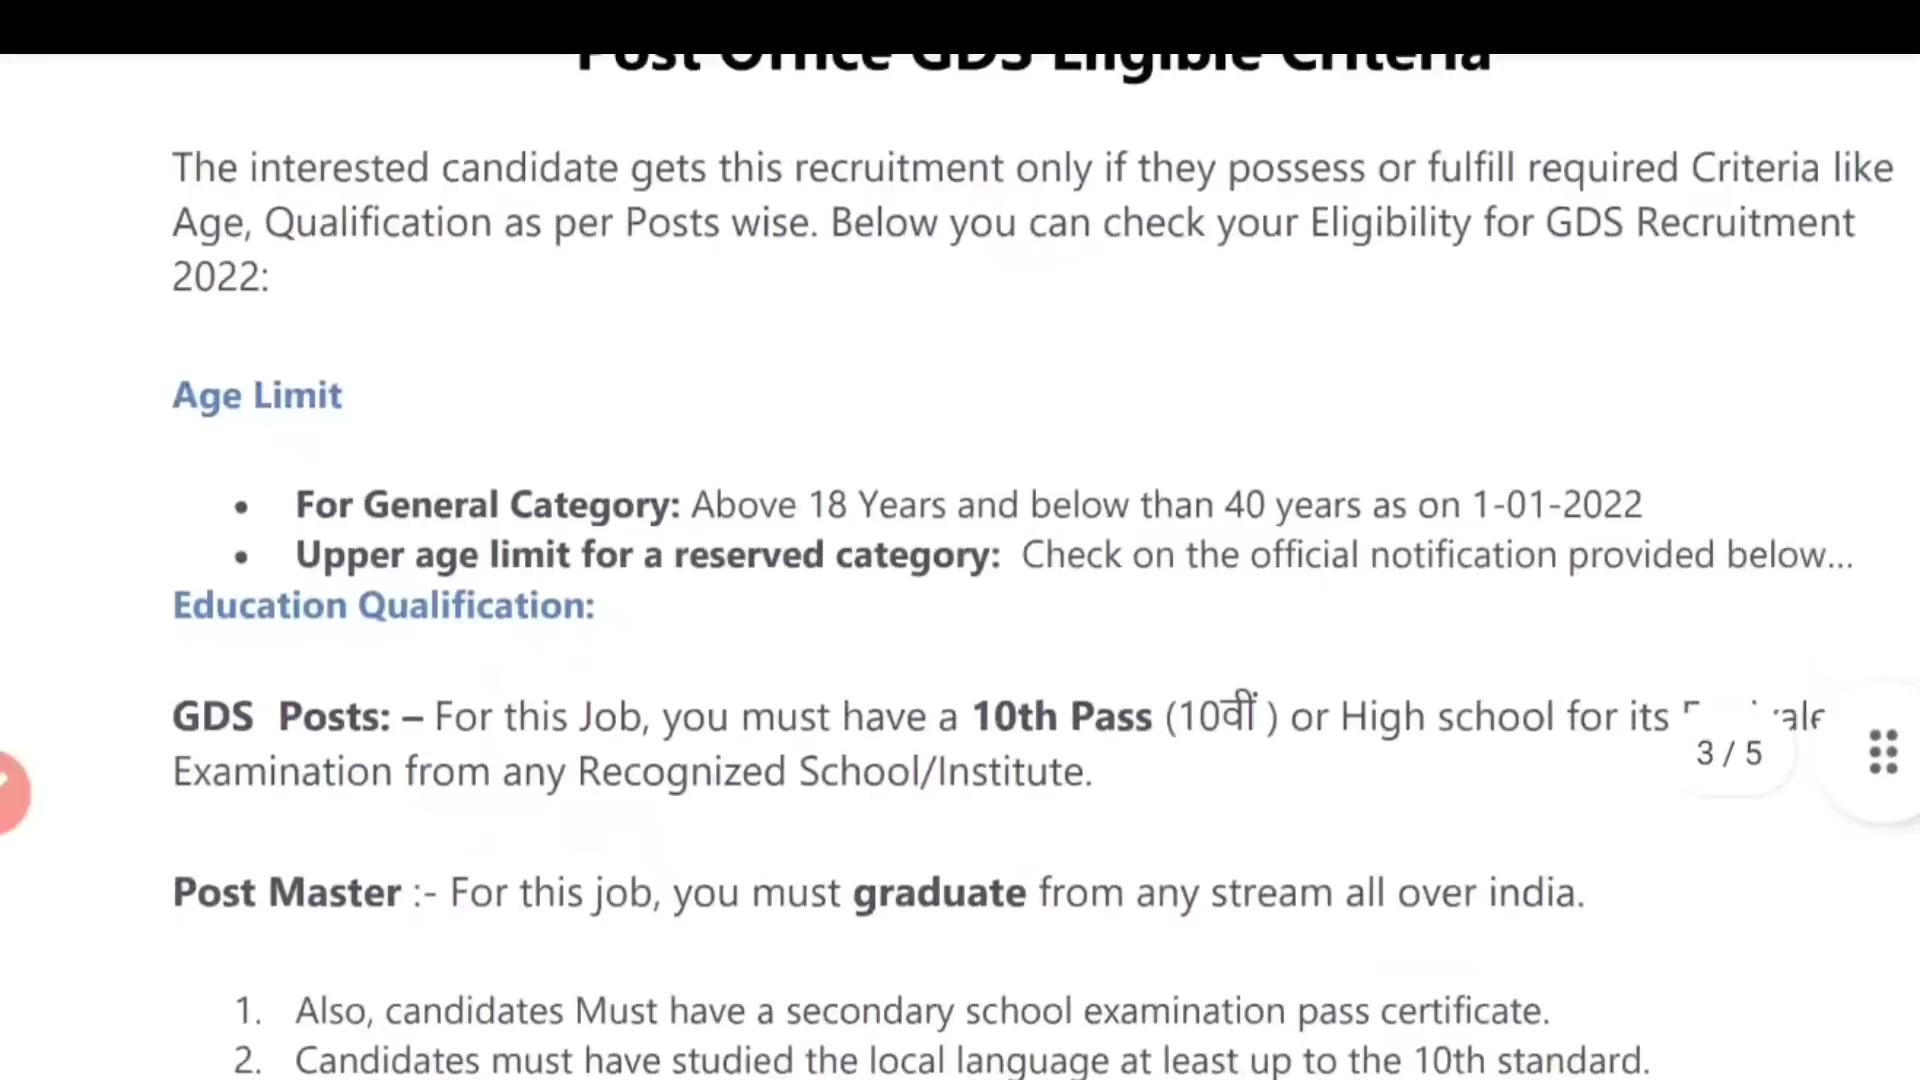 Post Office GDS Eligible Criteria
The interested candidate gets this recruitment only if they possess or fulfill required Criteria like
Age, Qualification as per Posts wise. Below you can check your Eligibility for GDS Recruitment
2022:
Age Limit
• For General Category: Above 18 Years and below than 40 years as on 1-01-2022
• Upper age limit for a reserved category: Check on the official notification provided below...
Education Qualification:
GDS Posts: – For this Job, you must have a 10th Pass (10वीं ) or High school for its
3 / 5
Examination from any Recognized School/Institute.
Post Master :- For this job, you must graduate from any stream all over india.
1. Also, candidates Must have a secondary school examination pass certificate.
2. Candidates must have studied the local language at least up to the 10th standard.